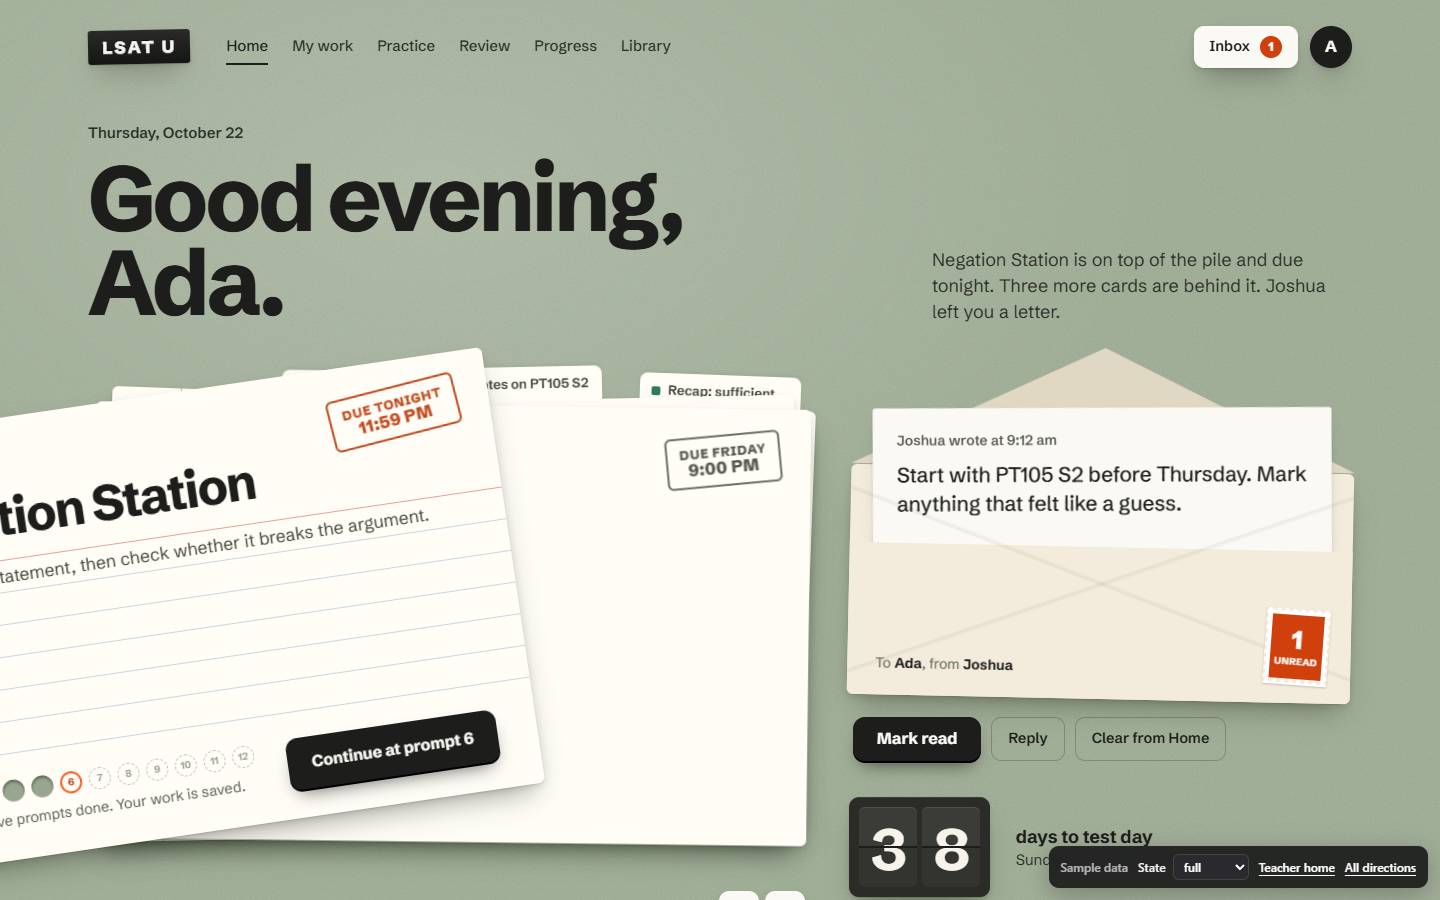 LSAT U
Home
My work
Practice
Review
Progress
Library
Inbox 1
A
Thursday, October 22
Good evening,
Ada.
Negation Station is on top of the pile and due
tonight. Three more cards are behind it. Joshua
left you a letter.
tes on PT105 S2
Recap: sufficient
DUE TONIGHT
11:59 PM
DUE FRIDAY
9:00 PM
tion Station
tatement, then check whether it breaks the argument.
6 7 8 9 10 11 12
ve prompts done. Your work is saved.
Continue at prompt 6
Joshua wrote at 9:12 am
Start with PT105 S2 before Thursday. Mark
anything that felt like a guess.
To Ada, from Joshua
1
UNREAD
Mark read
Reply
Clear from Home
38
days to test day
Sund
Sample data
State
full
Teacher home
All directions